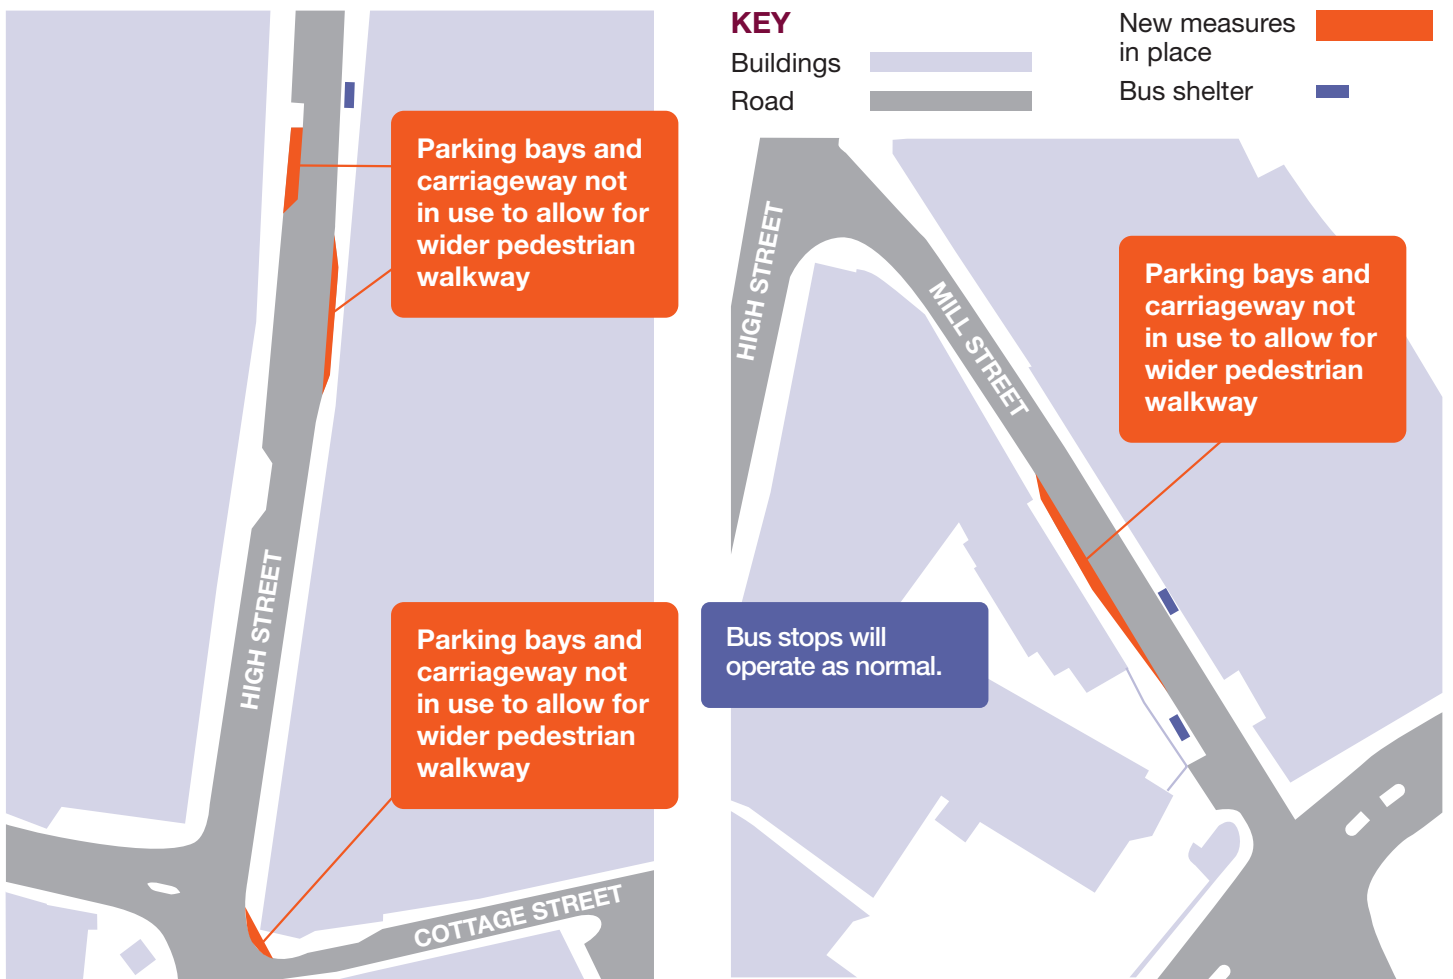 KEY
Buildings
Road
New measures
in place
Bus shelter
Parking bays and
carriageway not
in use to allow for
wider pedestrian
walkway
HIGH STREET
Parking bays and
carriageway not
in use to allow for
wider pedestrian
walkway
COTTAGE STREET
HIGH STREET
MILL STREET
Parking bays and
carriageway not
in use to allow for
wider pedestrian
walkway
Bus stops will
operate as normal.